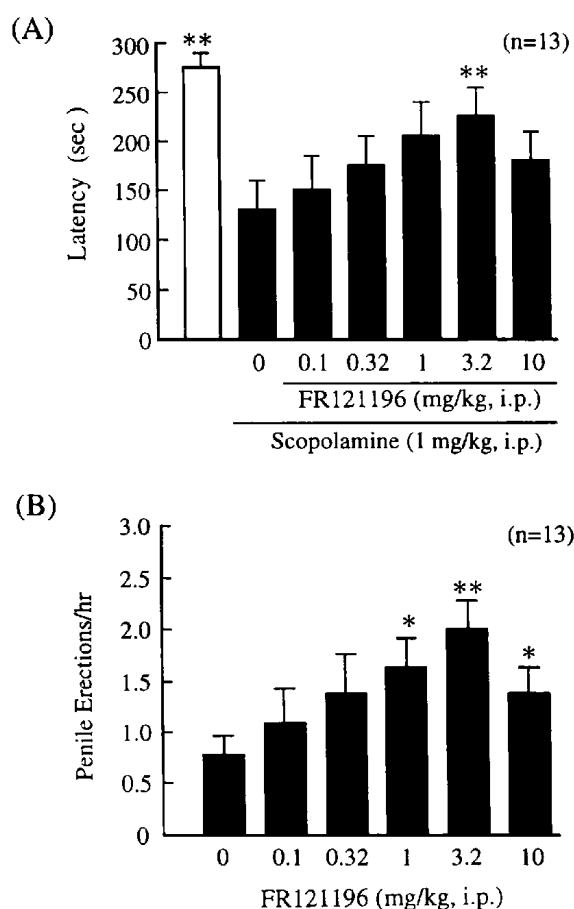 (A)
(n=13)
Latency (sec )
300
250
200
150
100
50
0
**
**
0 0.1 0.32 1 3.2 10
FR121196 (mg/kg, i.p.)
Scopolamine (1 mg/kg, i.p.)
(B)
(n=13)
Penile Erections/hr
3.0
2.5
2.0
1.5
1.0
0.5
0
*
**
*
0 0.1 0.32 1 3.2 10
FR121196 (mg/kg, i.p.)